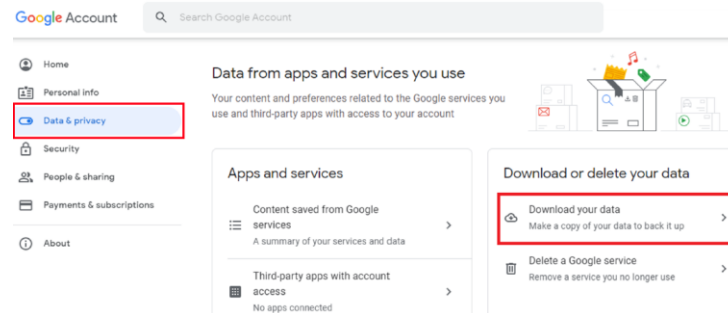 Google Account
Search Google Account
Home
Personal info
Data & privacy
Security
People & sharing
Payments & subscriptions
About
Data from apps and services you use
Your content and preferences related to the Google services you
use and third-party apps with access to your account
Apps and services
Content saved from Google
services
A summary of your services and data
Third-party apps with account
access
No apps connected
Download or delete your data
Download your data
Make a copy of your data to back it up
Delete a Google service
Remove a service you no longer use